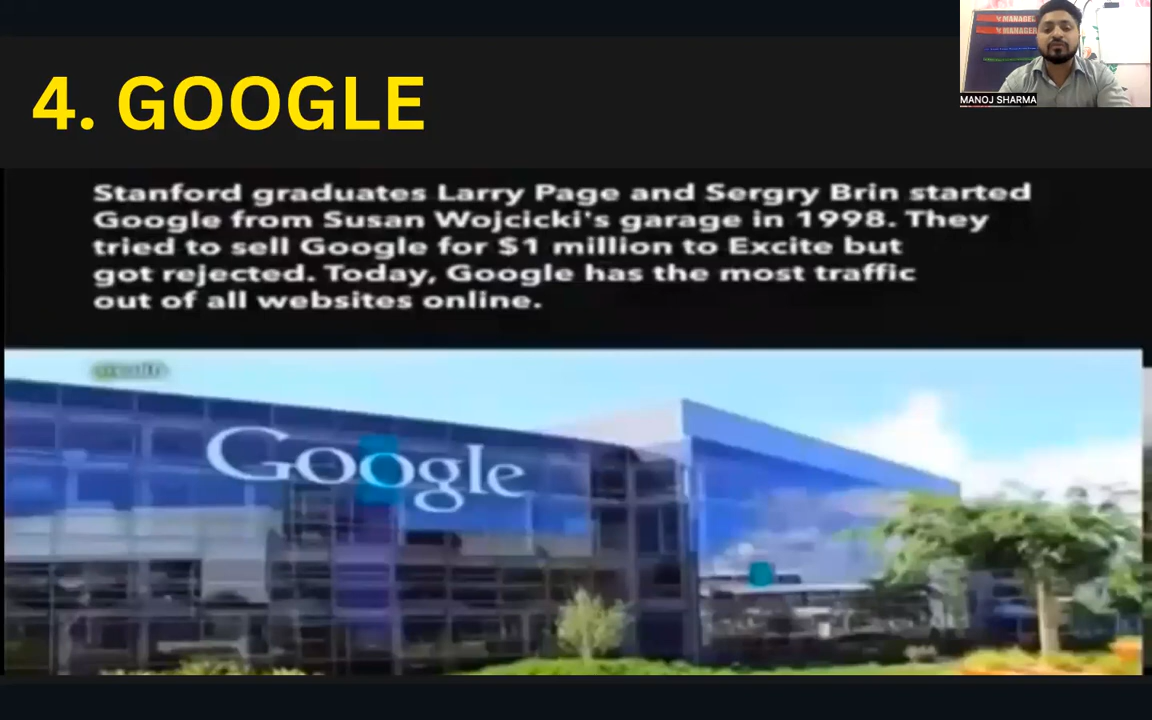 4. GOOGLE
MANAGER
MANAGER
MANOJ SHARMA
Stanford graduates Larry Page and Sergry Brin started
Google from Susan Wojcicki's garage in 1998. They
tried to sell Google for $1 million to Excite but
got rejected. Today, Google has the most traffic
out of all websites online.
Google